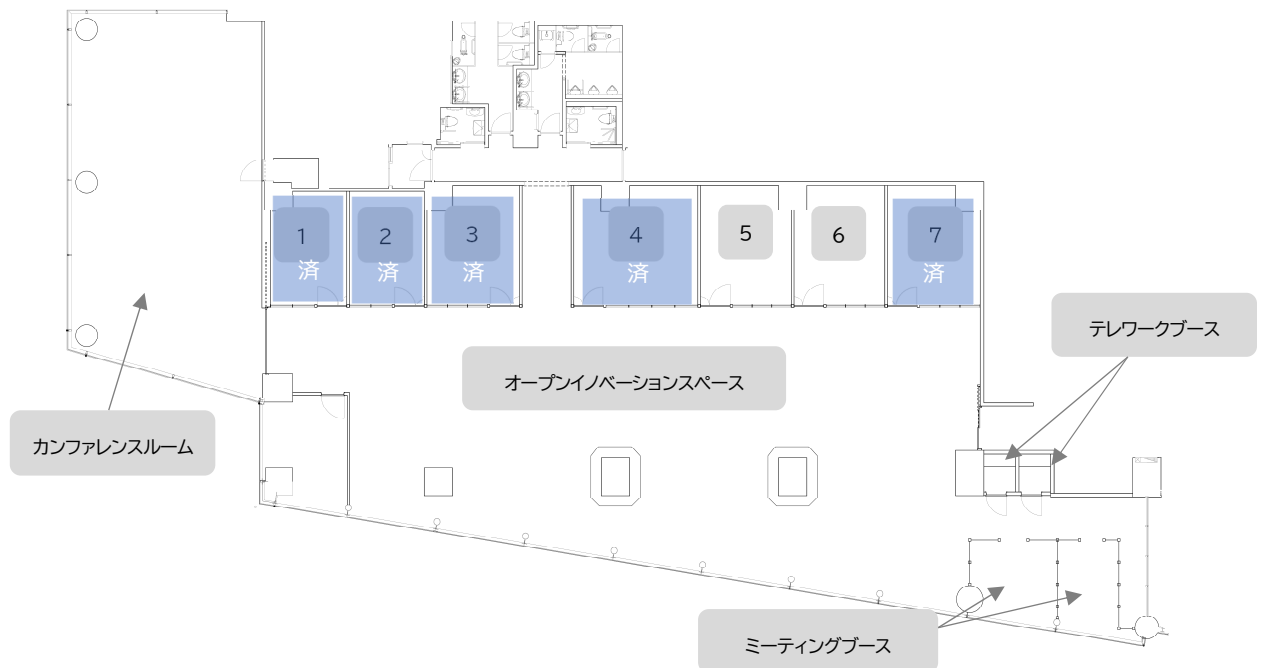 1
済
2
済
3
済
4
済
5
6
7
済
テレワークブース
オープンイノベーションスペース
カンファレンスルーム
ミーティングブース